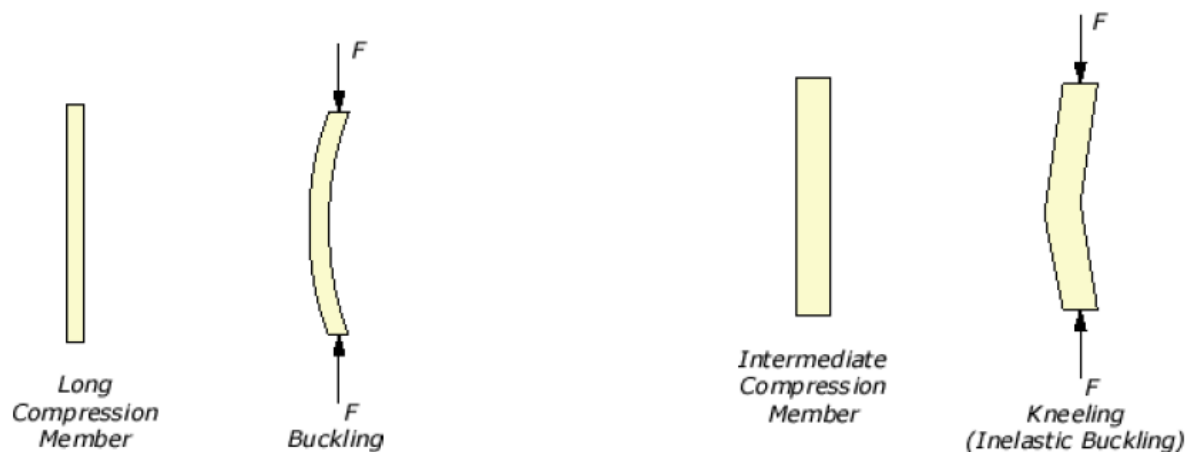 F
Long
Compression
Member
F
Buckling
F
Intermediate
Compression
Member
F
Kneeling
(Inelastic Buckling)